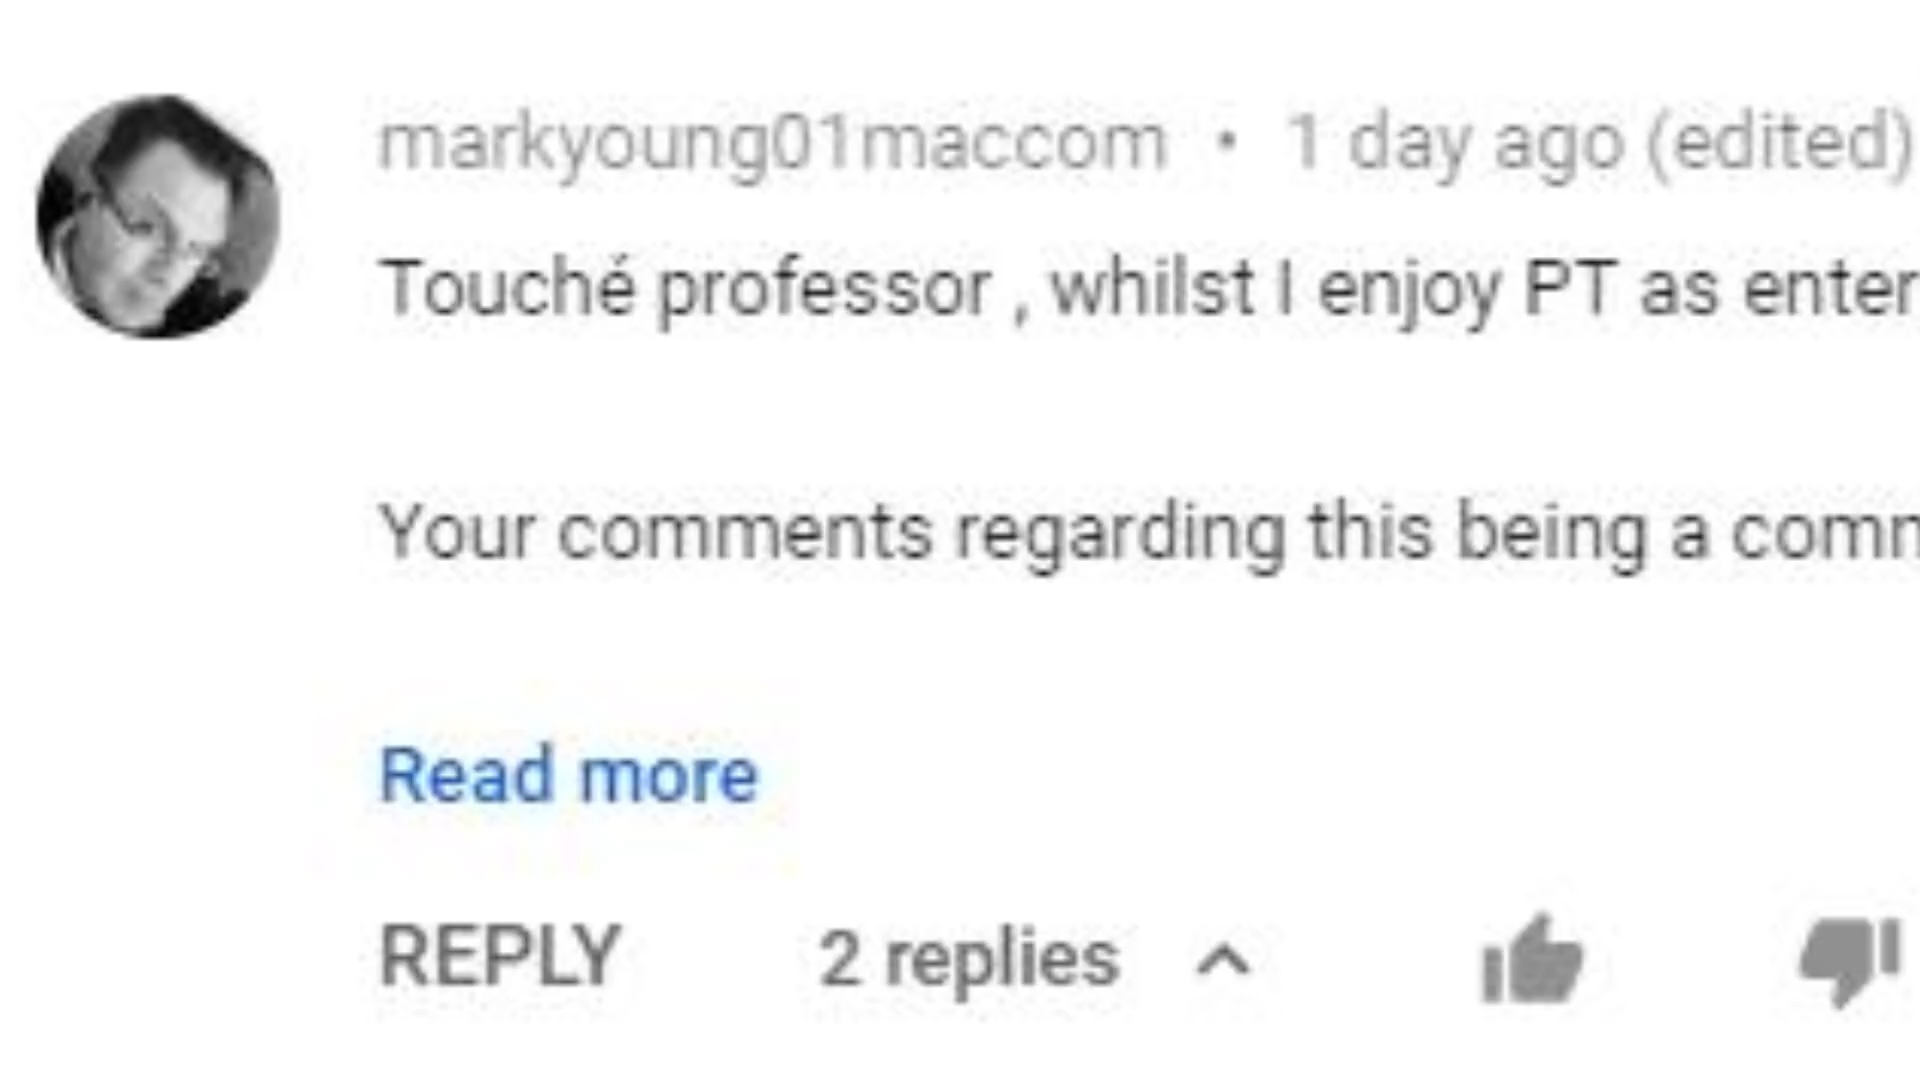 markyoung01maccom • 1 day ago (edited)
Touché professor , whilst I enjoy PT as enter
Your comments regarding this being a com
Read more
REPLY 2 replies